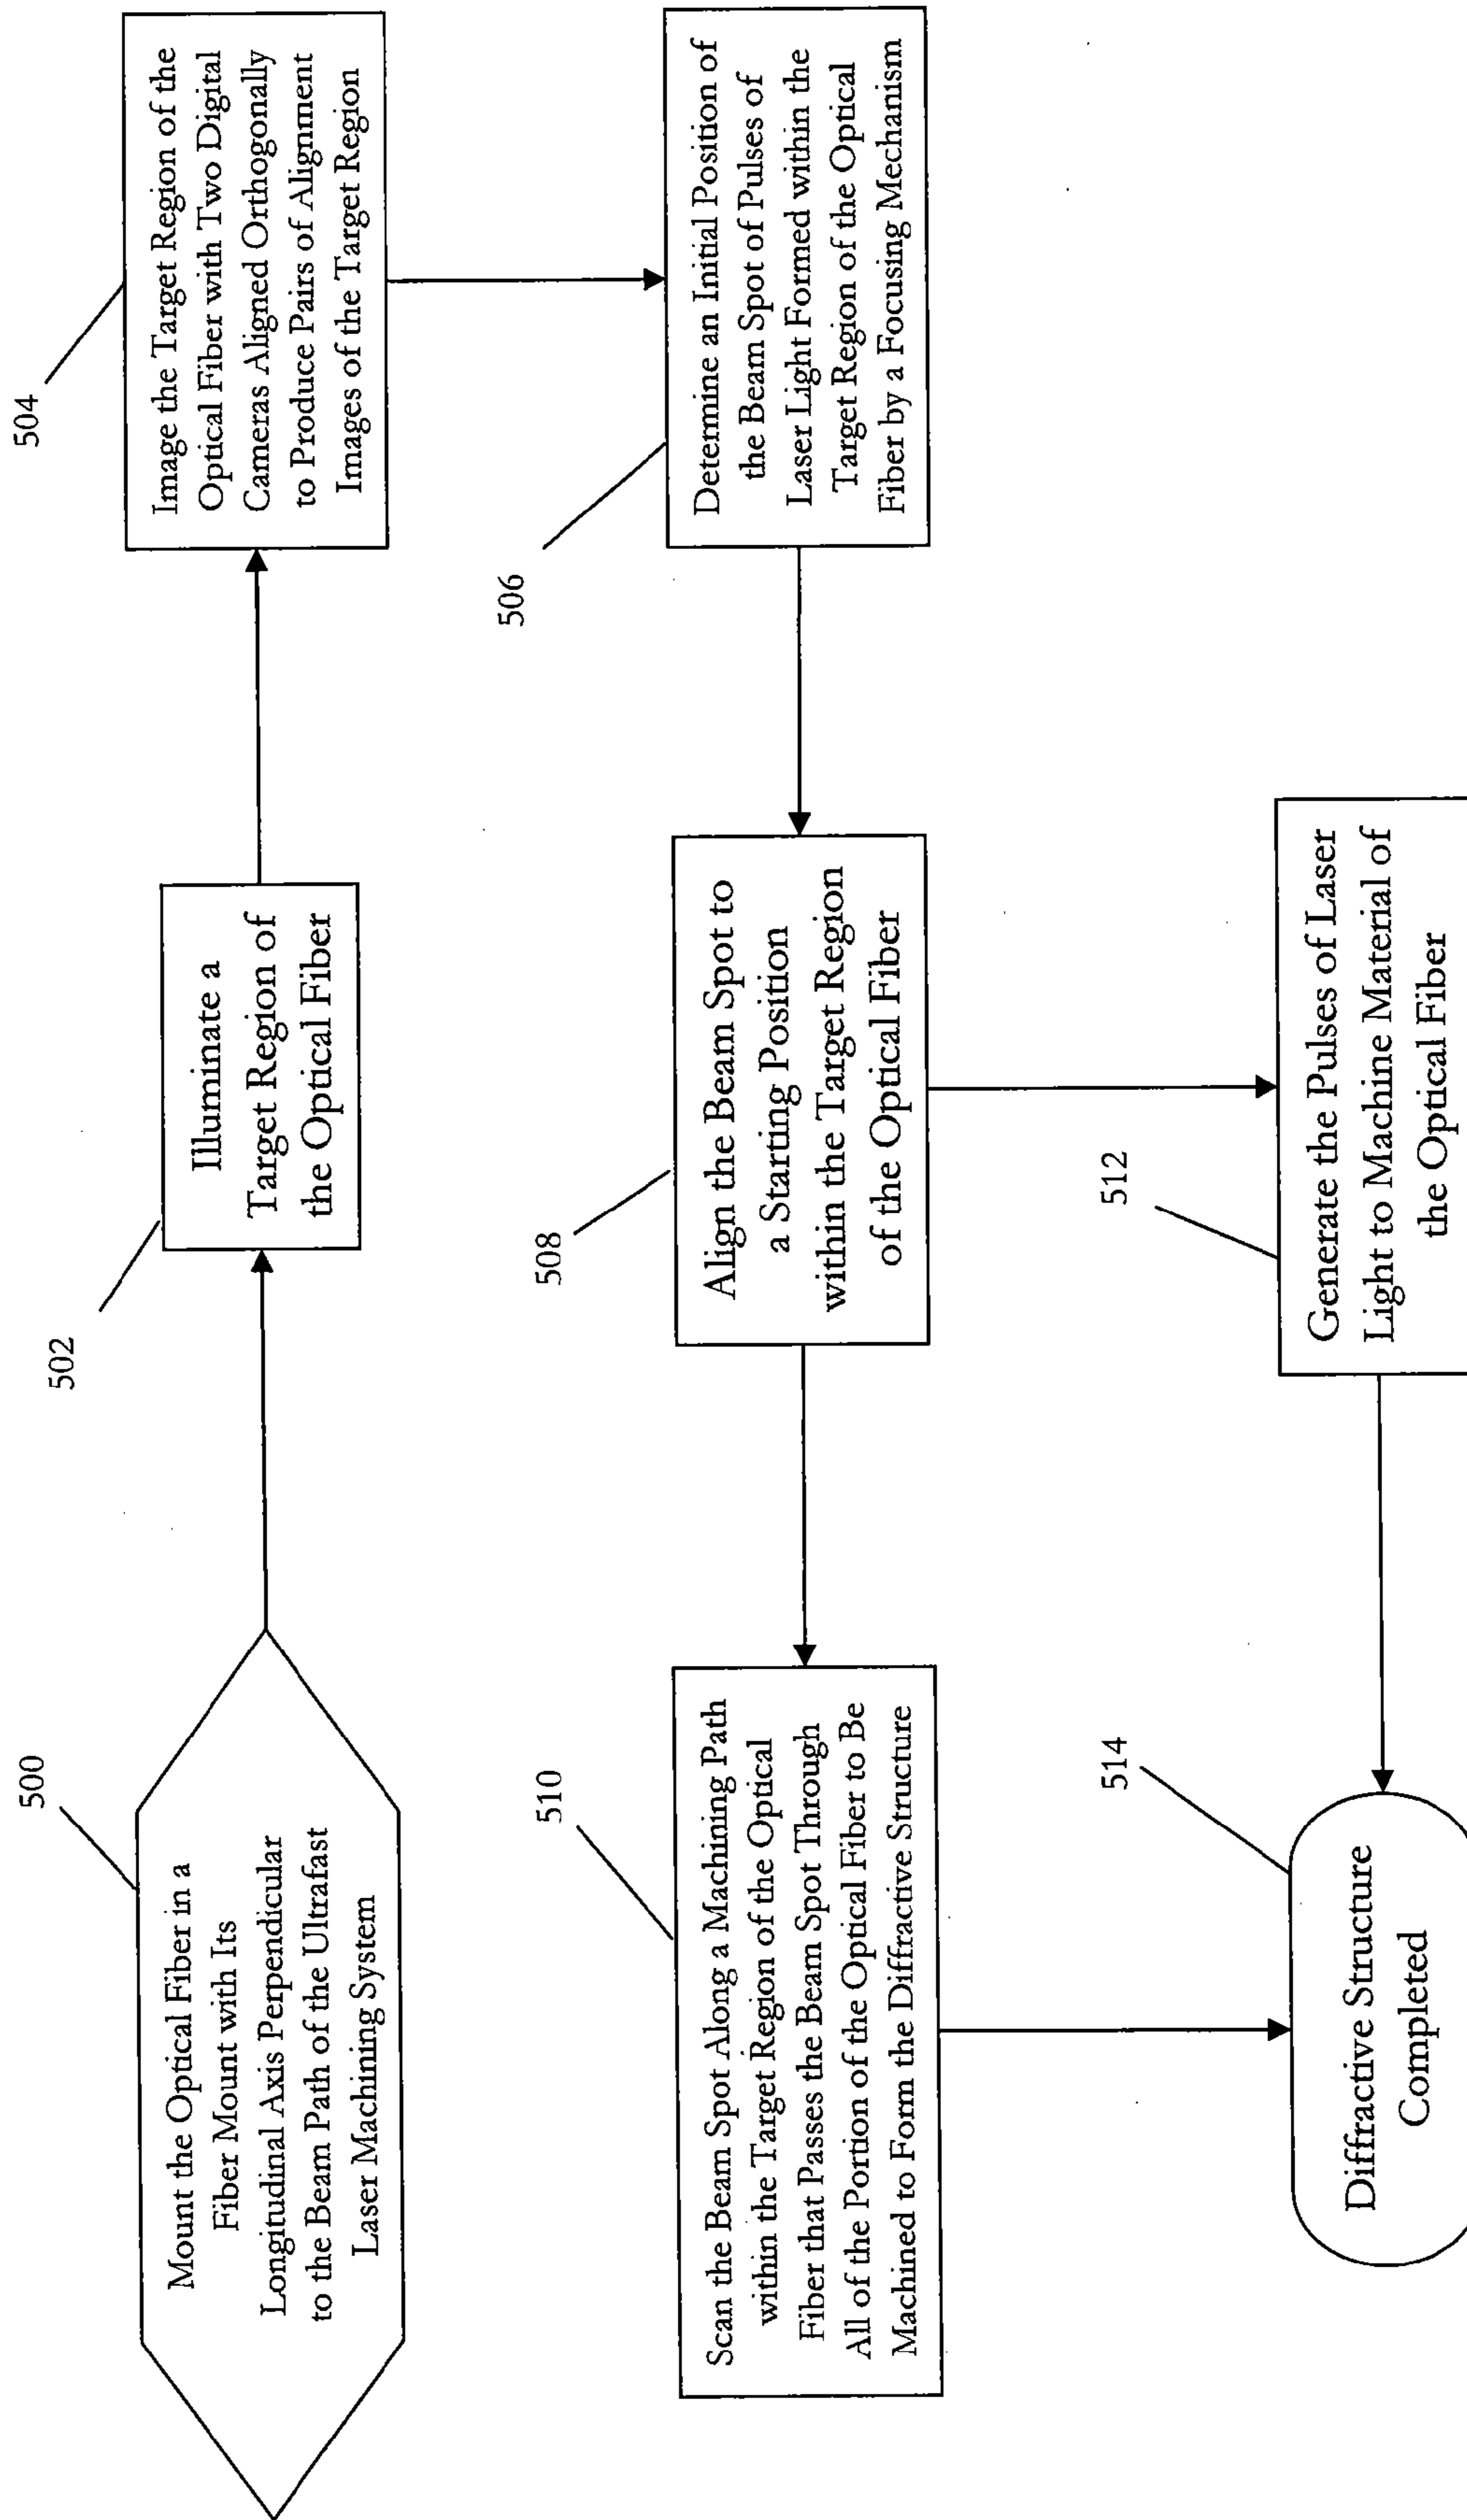 500
Mount the Optical Fiber in a
Fiber Mount with Its
Longitudinal Axis Perpendicular
to the Beam Path of the Ultrafast
Laser Machining System
502
Illuminate a
Target Region of
the Optical Fiber
504
Image the Target Region of the
Optical Fiber with Two Digital
Cameras Aligned Orthogonally
to Produce Pairs of Alignment
Images of the Target Region
506
Determine an Initial Position of
the Beam Spot of Pulses of
Laser Light Formed within the
Target Region of the Optical
Fiber by a Focusing Mechanism
508
Align the Beam Spot to
a Starting Position
within the Target Region
of the Optical Fiber
510
Scan the Beam Spot Along a Machining Path
within the Target Region of the Optical
Fiber that Passes the Beam Spot Through
All of the Portion of the Optical Fiber to Be
Machined to Form the Diffractive Structure
512
Generate the Pulses of Laser
Light to Machine Material of
the Optical Fiber
514
Diffractive Structure
Completed